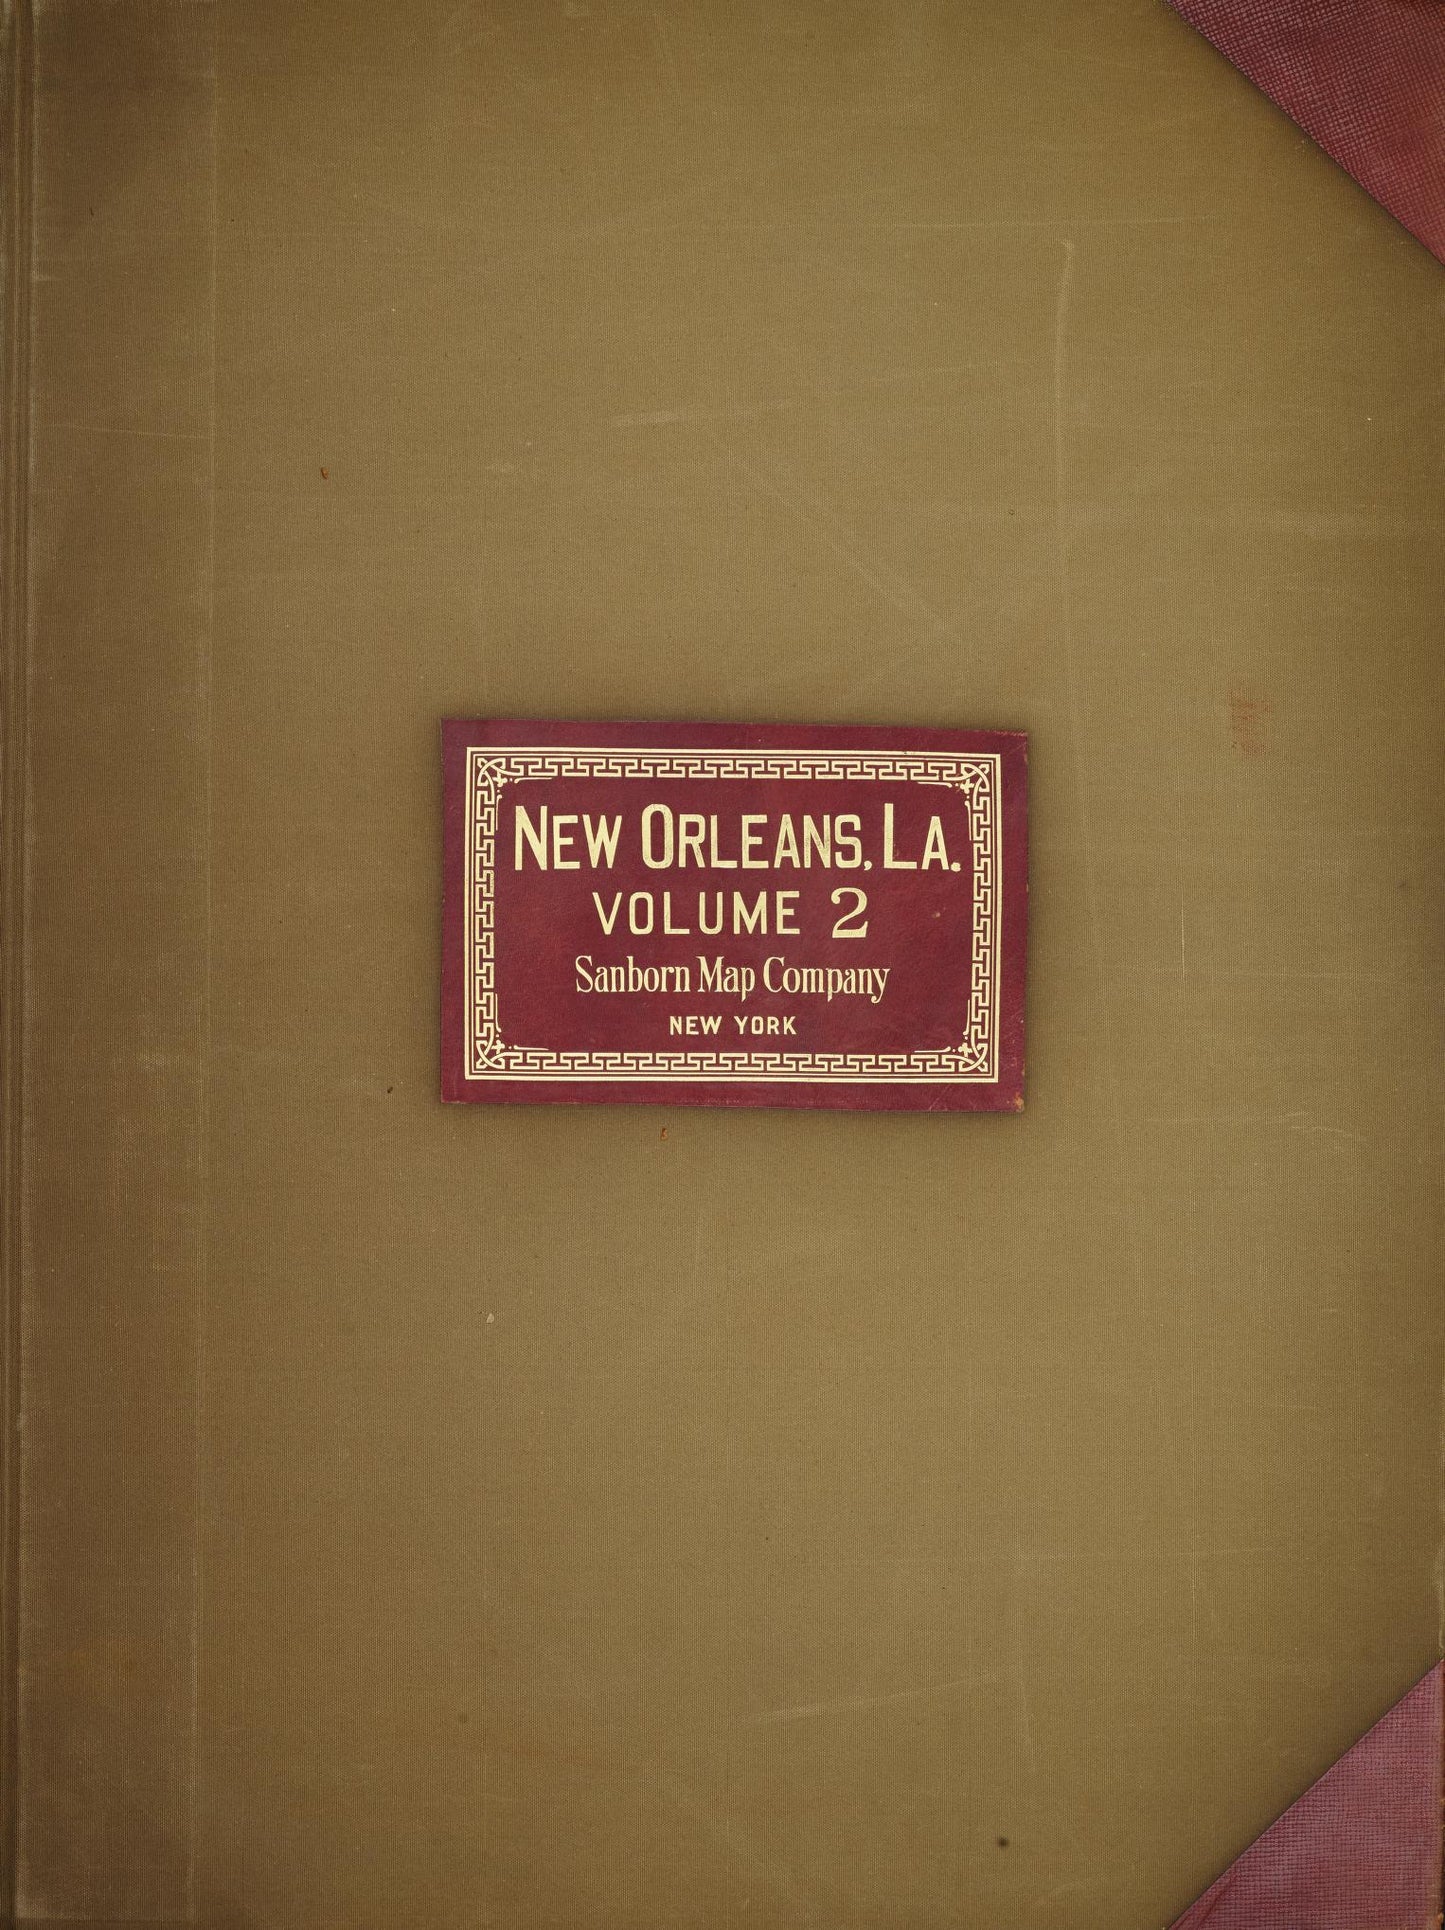 NEW ORLEANS, LA.
VOLUME 2
Sanborn Map Company
NEW YORK